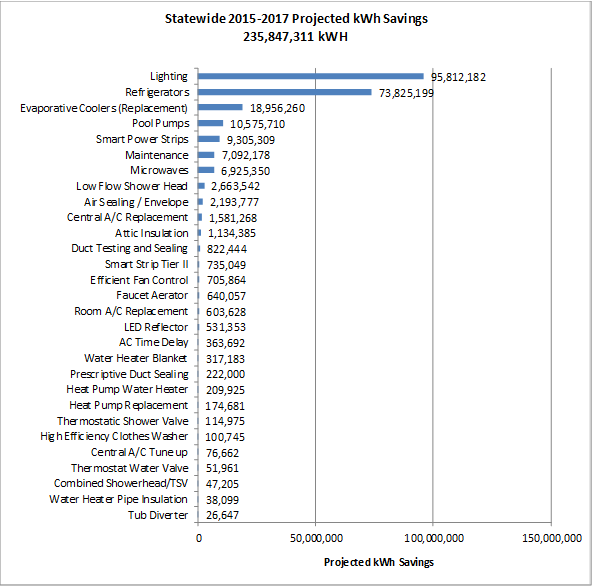 Statewide 2015-2017 Projected kWh Savings
235,847,311 kWH
Lighting 95,812,182
Refrigerators 73,825,199
Evaporative Coolers (Replacement) 18,956,260
Pool Pumps 10,575,710
Smart Power Strips 9,305,309
Maintenance 7,092,178
Microwaves 6,925,350
Low Flow Shower Head 2,663,542
Air Sealing / Envelope 2,193,777
Central A/C Replacement 1,581,268
Attic Insulation 1,134,385
Duct Testing and Sealing 822,444
Smart Strip Tier II 735,049
Efficient Fan Control 705,864
Faucet Aerator 640,057
Room A/C Replacement 603,628
LED Reflector 531,353
AC Time Delay 363,692
Water Heater Blanket 317,183
Prescriptive Duct Sealing 222,000
Heat Pump Water Heater 209,925
Heat Pump Replacement 174,681
Thermostatic Shower Valve 114,975
High Efficiency Clothes Washer 100,745
Central A/C Tune up 76,662
Thermostat Water Valve 51,961
Combined Showerhead/TSV 47,205
Water Heater Pipe Insulation 38,099
Tub Diverter 26,647
0 50,000,000 100,000,000 150,000,000
Projected kWh Savings